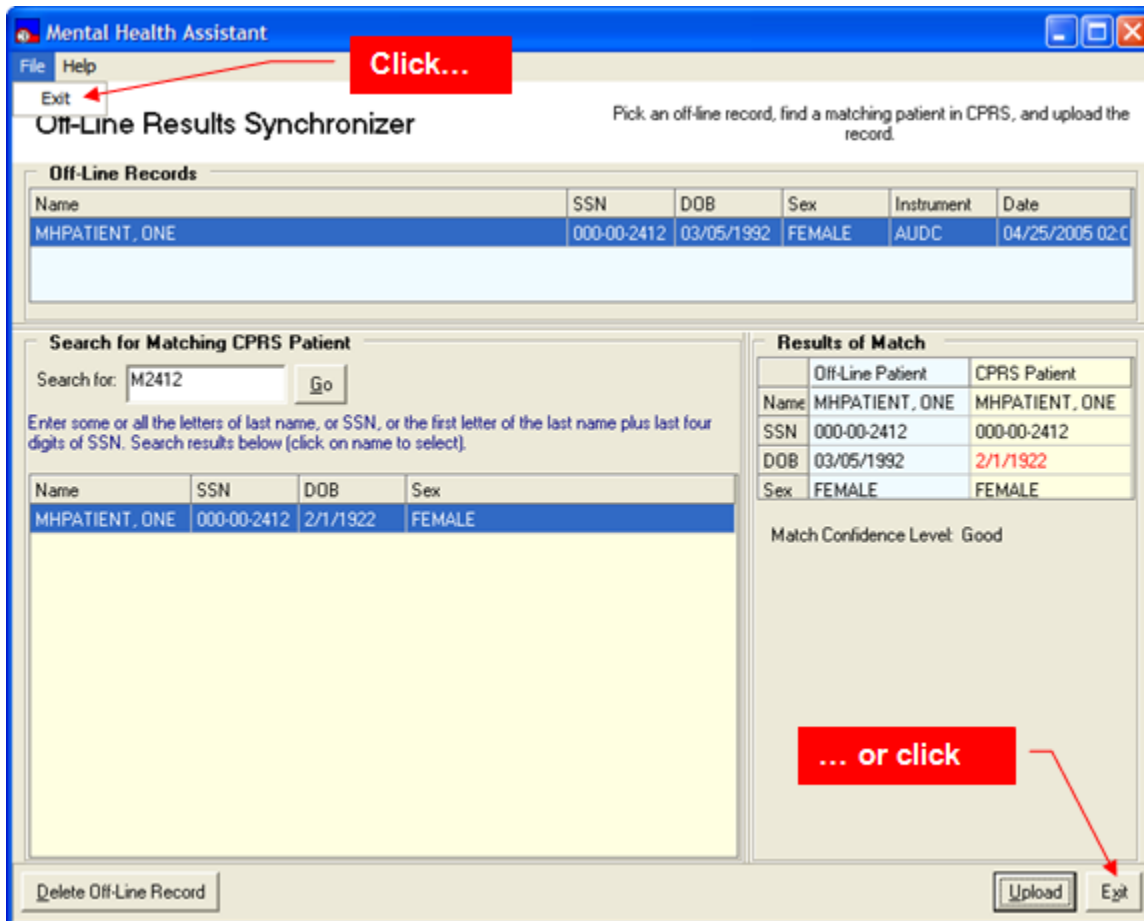 Mental Health Assistant
File Help
Click...
Exit
Off-Line Results Synchronizer
Pick an off-line record, find a matching patient in CPRS, and upload the
record.
Off-Line Records
Name SSN DOB Sex Instrument Date
MHPATIENT, ONE 000-00-2412 03/05/1992 FEMALE AUDC 04/25/2005 02:0
Search for Matching CPRS Patient
Search for: M2412 Go
Enter some or all the letters of last name, or SSN, or the first letter of the last name plus last four
digits of SSN. Search results below (click on name to select).
Name SSN DOB Sex
MHPATIENT, ONE 000-00-2412 2/1/1922 FEMALE
Results of Match
Off-Line Patient CPRS Patient
Name MHPATIENT, ONE MHPATIENT, ONE
SSN 000-00-2412 000-00-2412
DOB 03/05/1992 2/1/1922
Sex FEMALE FEMALE
Match Confidence Level: Good
... or click
Delete Off-Line Record Upload Exit